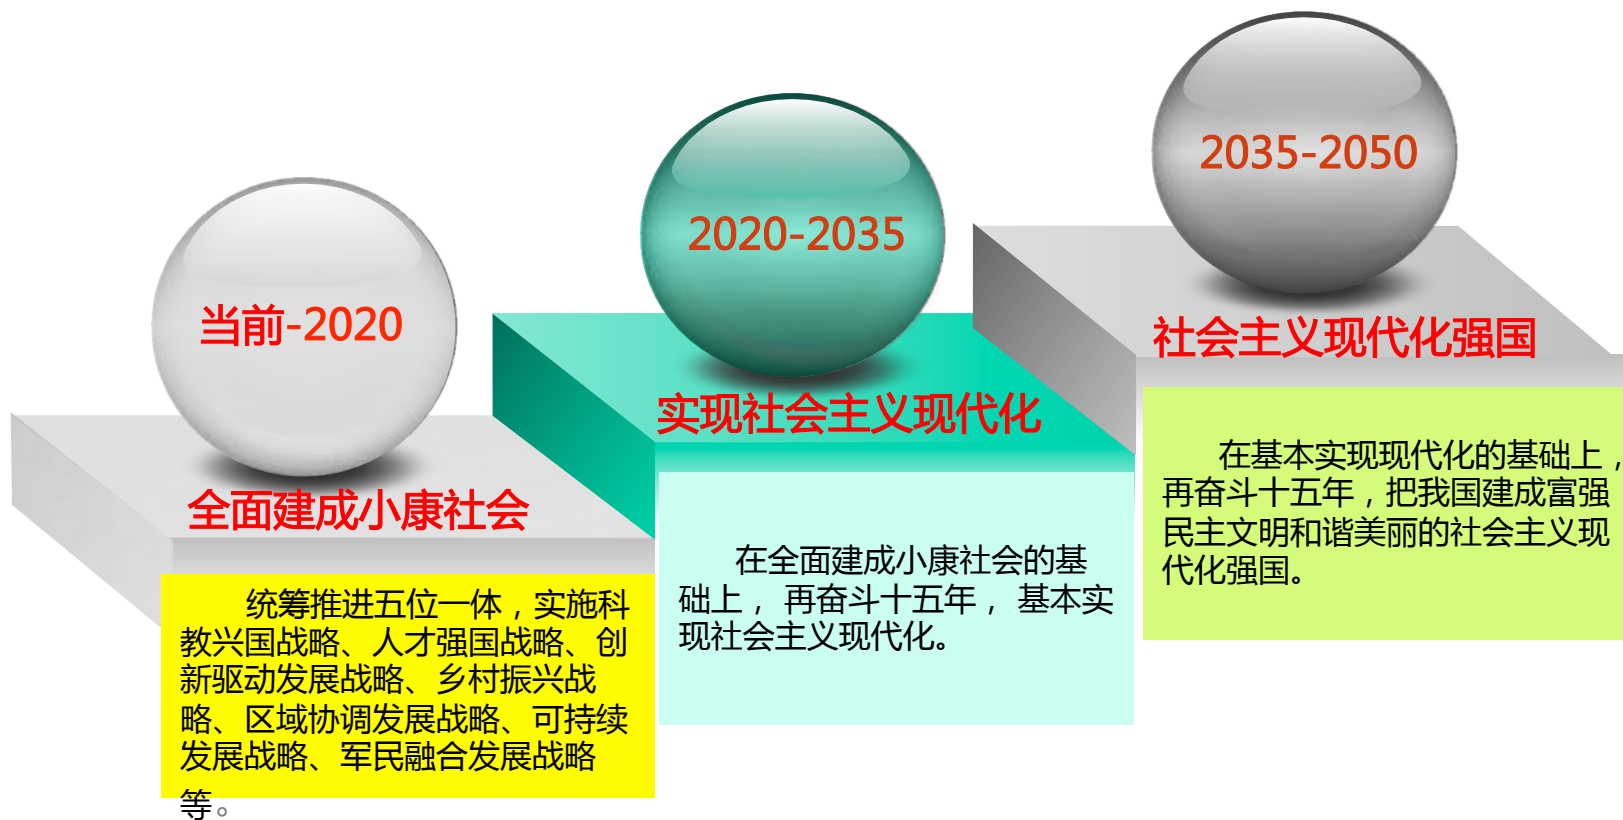 当前-2020
全面建成小康社会
统筹推进五位一体，实施科
教兴国战略、人才强国战略、创
新驱动发展战略、乡村振兴战
略、区域协调发展战略、可持续
发展战略、军民融合发展战略
等。
2020-2035
实现社会主义现代化
在全面建成小康社会的基
础上， 再奋斗十五年， 基本实
现社会主义现代化。
2035-2050
社会主义现代化强国
在基本实现现代化的基础上，
再奋斗十五年，把我国建成富强
民主文明和谐美丽的社会主义现
代化强国。